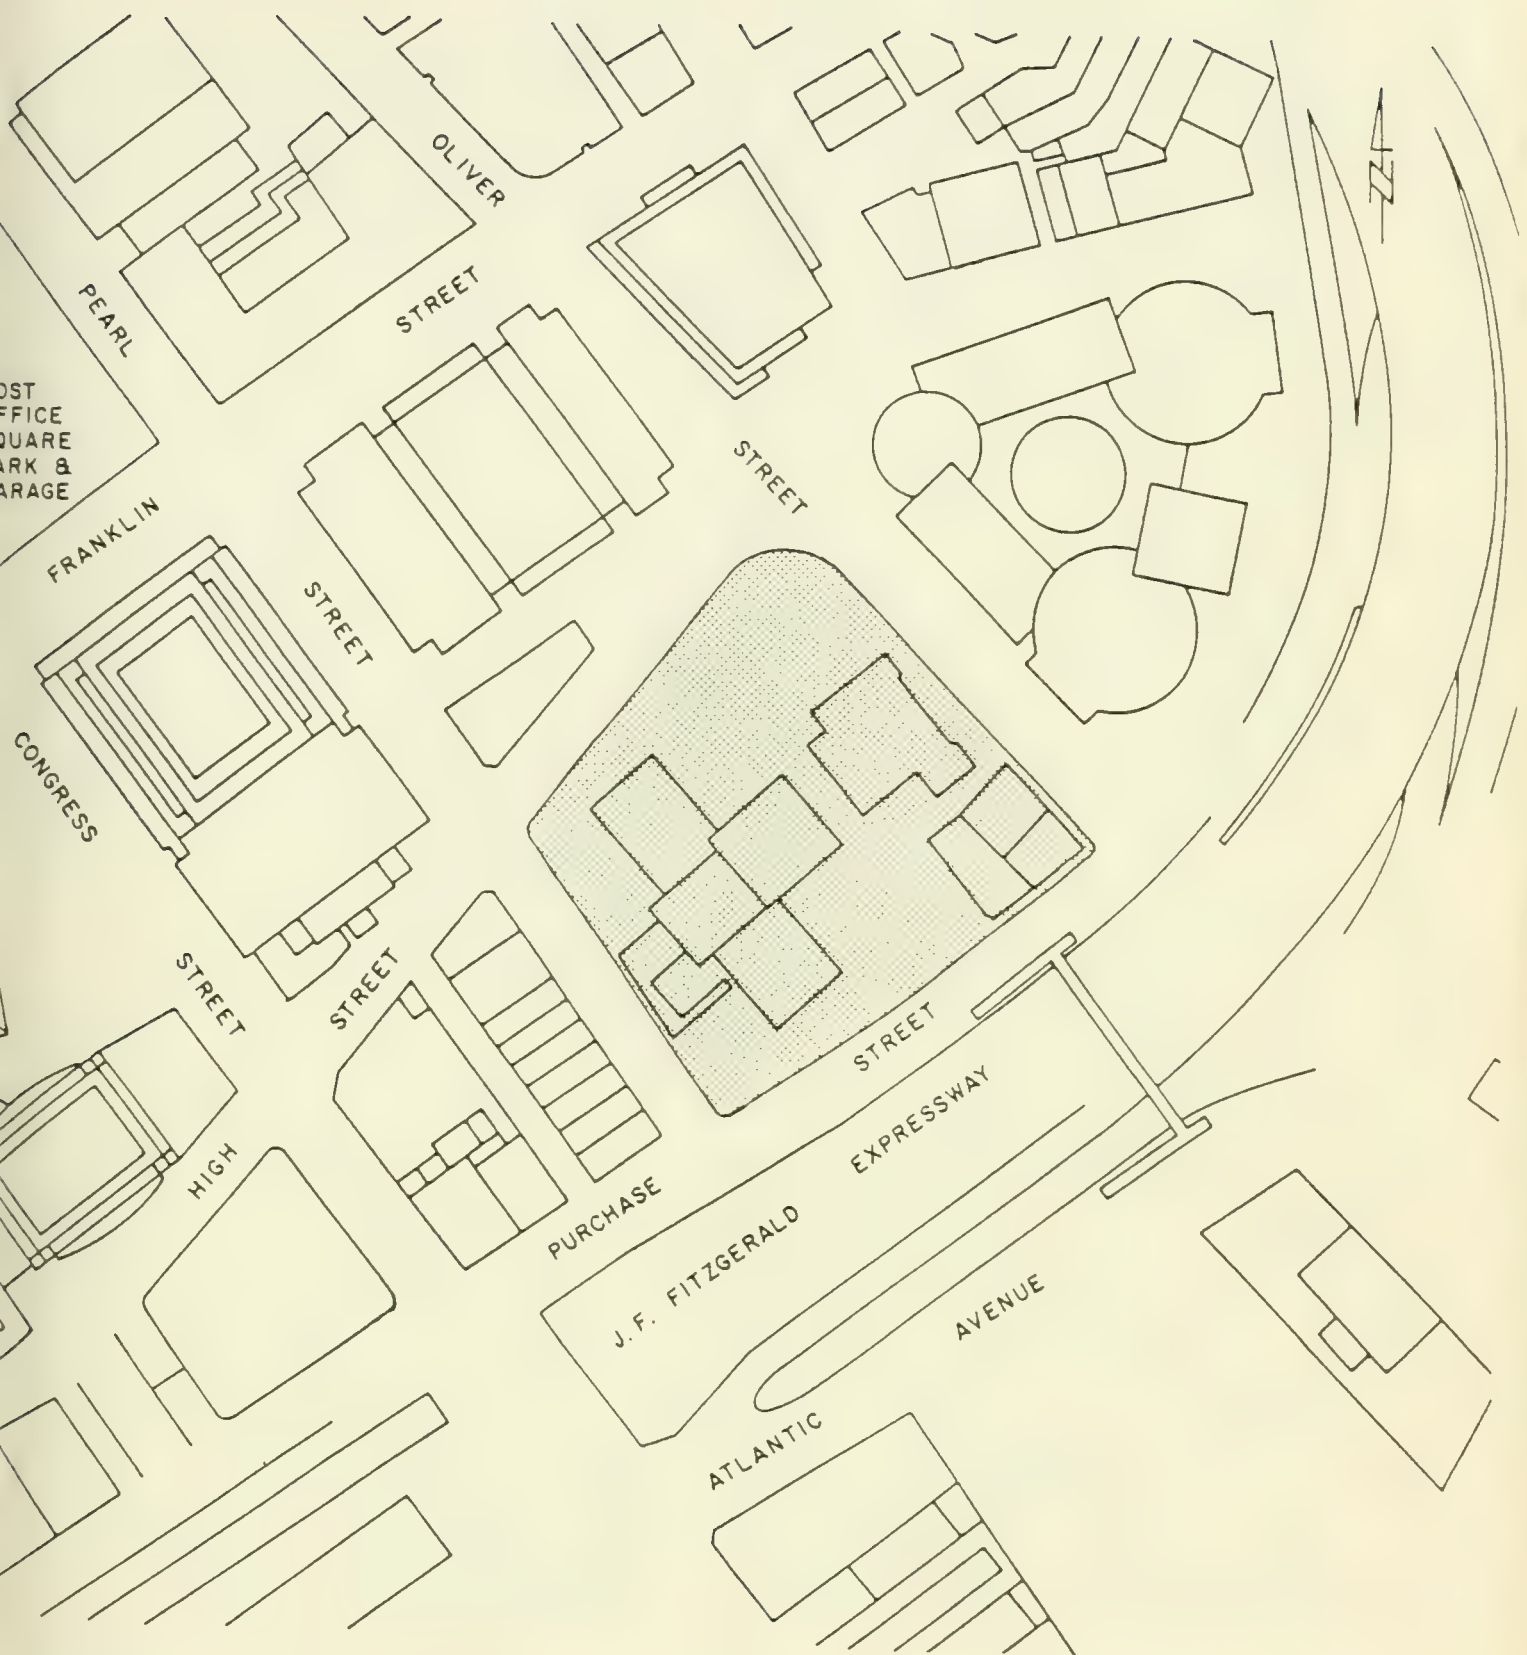 OLIVER
STREET
PEARL
STREET
OST
FFICE
QUARE
ARK &
ARAGE
FRANKLIN
STREET
STREET
CONGRESS
STREET
STREET
HIGH
PURCHASE
STREET
J.F. FITZGERALD
EXPRESSWAY
ATLANTIC
AVENUE
N